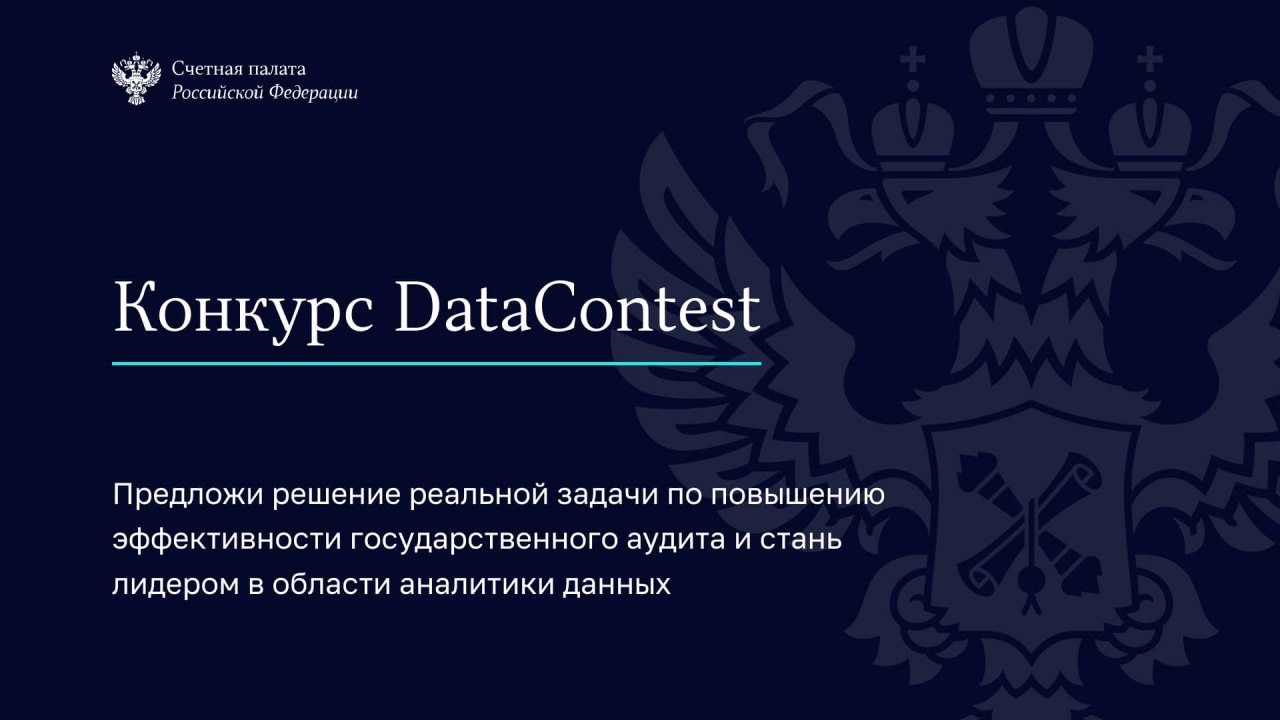 Счетная палата
Российской Федерации
Конкурс DataContest
Предложи решение реальной задачи по повышению
эффективности государственного аудита и стань
лидером в области аналитики данных